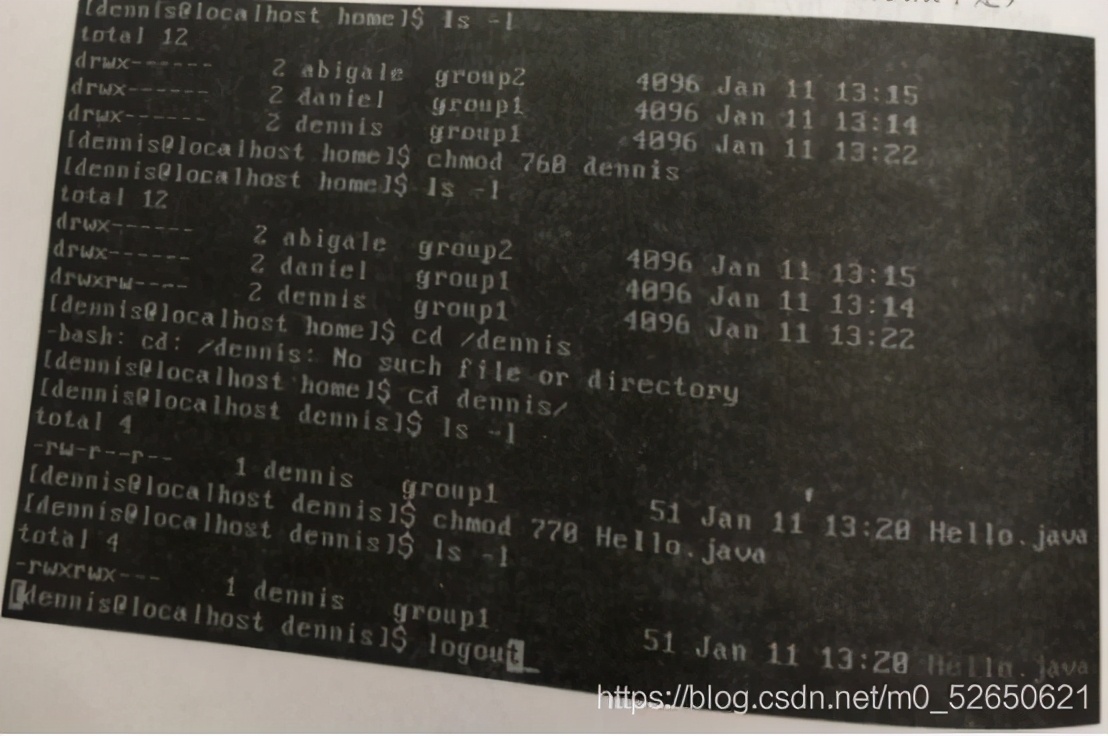 [dennis@localhost home]$ ls -l
total 12
drwx------ 2 abigale group2 4096 Jan 11 13:15
drwx------ 2 daniel group1 4096 Jan 11 13:14
drwx------ 2 dennis group1 4096 Jan 11 13:22
[dennis@localhost home]$ chmod 760 dennis
[dennis@localhost home]$ ls -l
total 12
drwx------ 2 abigale group2 4096 Jan 11 13:15
drwx------ 2 daniel group1 4096 Jan 11 13:14
drwxrw---- 2 dennis group1 4096 Jan 11 13:22
[dennis@localhost home]$ cd /dennis
-bash: cd: /dennis: No such file or directory
[dennis@localhost home]$ cd dennis/
[dennis@localhost dennis]$ ls -l
total 4
-rw-r--r-- 1 dennis group1 51 Jan 11 13:20 Hello.java
[dennis@localhost dennis]$ chmod 770 Hello.java
[dennis@localhost dennis]$ ls -l
total 4
-rwxrwx--- 1 dennis group1 51 Jan 11 13:20 Hello.java
[dennis@localhost dennis]$ logout_
https://blog.csdn.net/m0_52650621